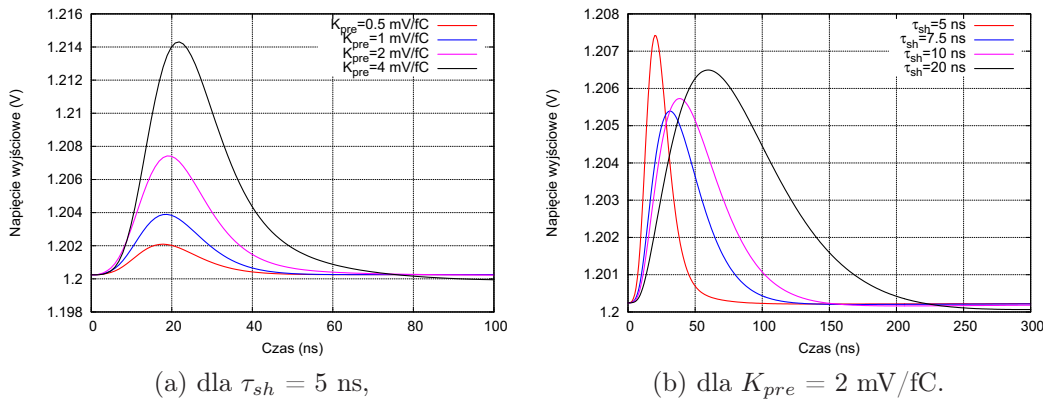 1.216
1.214
1.212
1.21
1.208
1.206
1.204
1.202
1.2
1.198
Napięcie wyjściowe (V)
K_pre=0.5 mV/fC
K_pre=1 mV/fC
K_pre=2 mV/fC
K_pre=4 mV/fC
0 20 40 60 80 100
Czas (ns)
(a) dla τ_sh = 5 ns,
1.208
1.207
1.206
1.205
1.204
1.203
1.202
1.201
1.2
Napięcie wyjściowe (V)
τ_sh=5 ns
τ_sh=7.5 ns
τ_sh=10 ns
τ_sh=20 ns
0 50 100 150 200 250 300
Czas (ns)
(b) dla K_pre = 2 mV/fC.